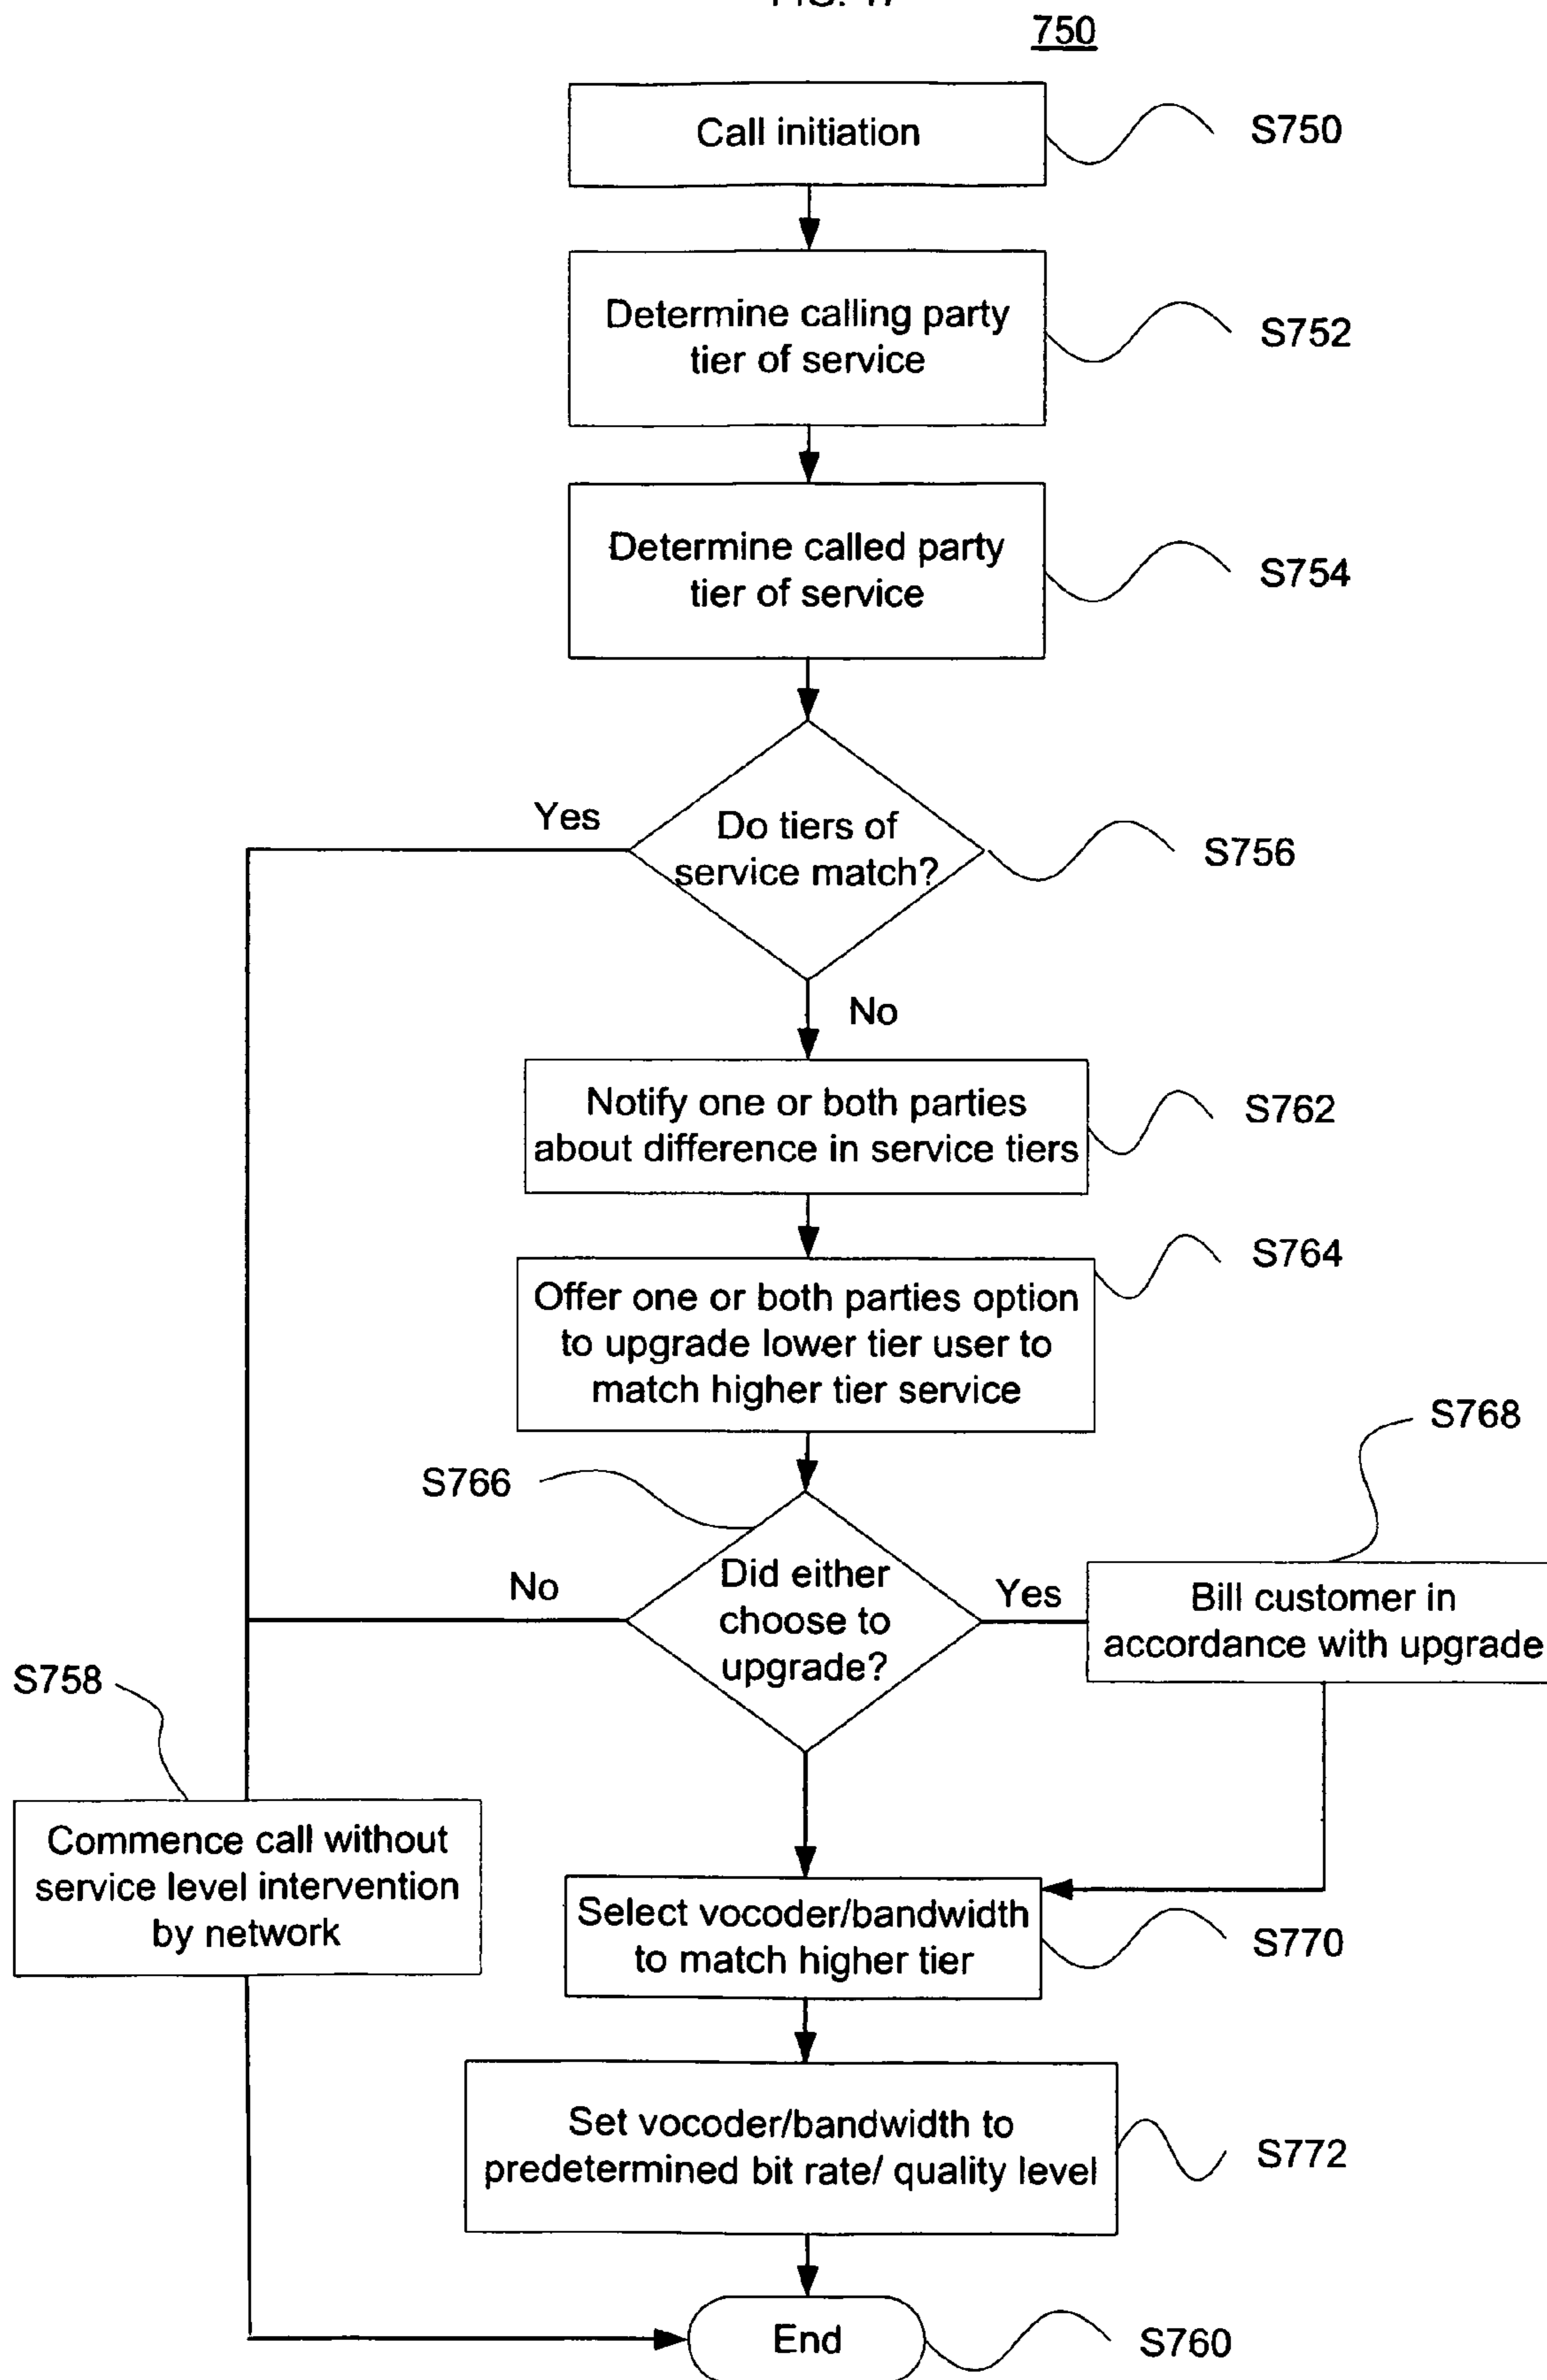 750
Call initiation
S750
Determine calling party
tier of service
S752
Determine called party
tier of service
S754
Yes
Do tiers of
service match?
S756
No
Notify one or both parties
about difference in service tiers
S762
Offer one or both parties option
to upgrade lower tier user to
match higher tier service
S764
S766
S768
No
Did either
choose to
upgrade?
Yes
Bill customer in
accordance with upgrade
S758
Commence call without
service level intervention
by network
Select vocoder/bandwidth
to match higher tier
S770
Set vocoder/bandwidth to
predetermined bit rate/ quality level
S772
End
S760